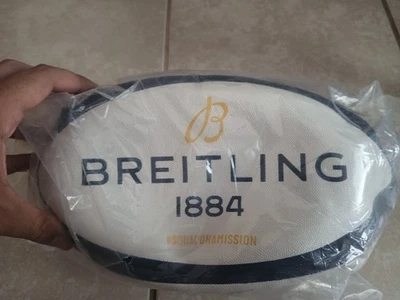 B
BREITLING
1884
#SQUADONAMISSION